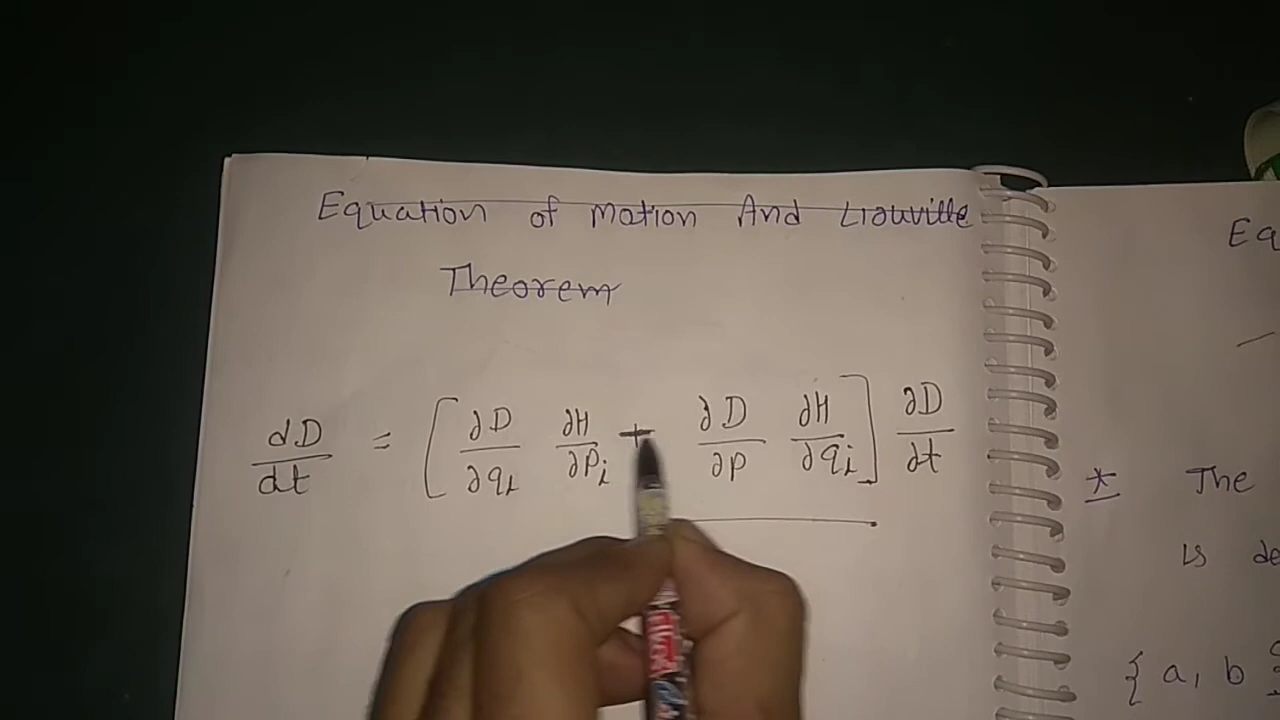 Equation of Motion And Liouville
Theorem
dD/dt = [ ∂D/∂qi ∂H/∂Pi + ∂D/∂P ∂H/∂qi ] ∂D/∂t
Eq
* The
is de
{ a, b